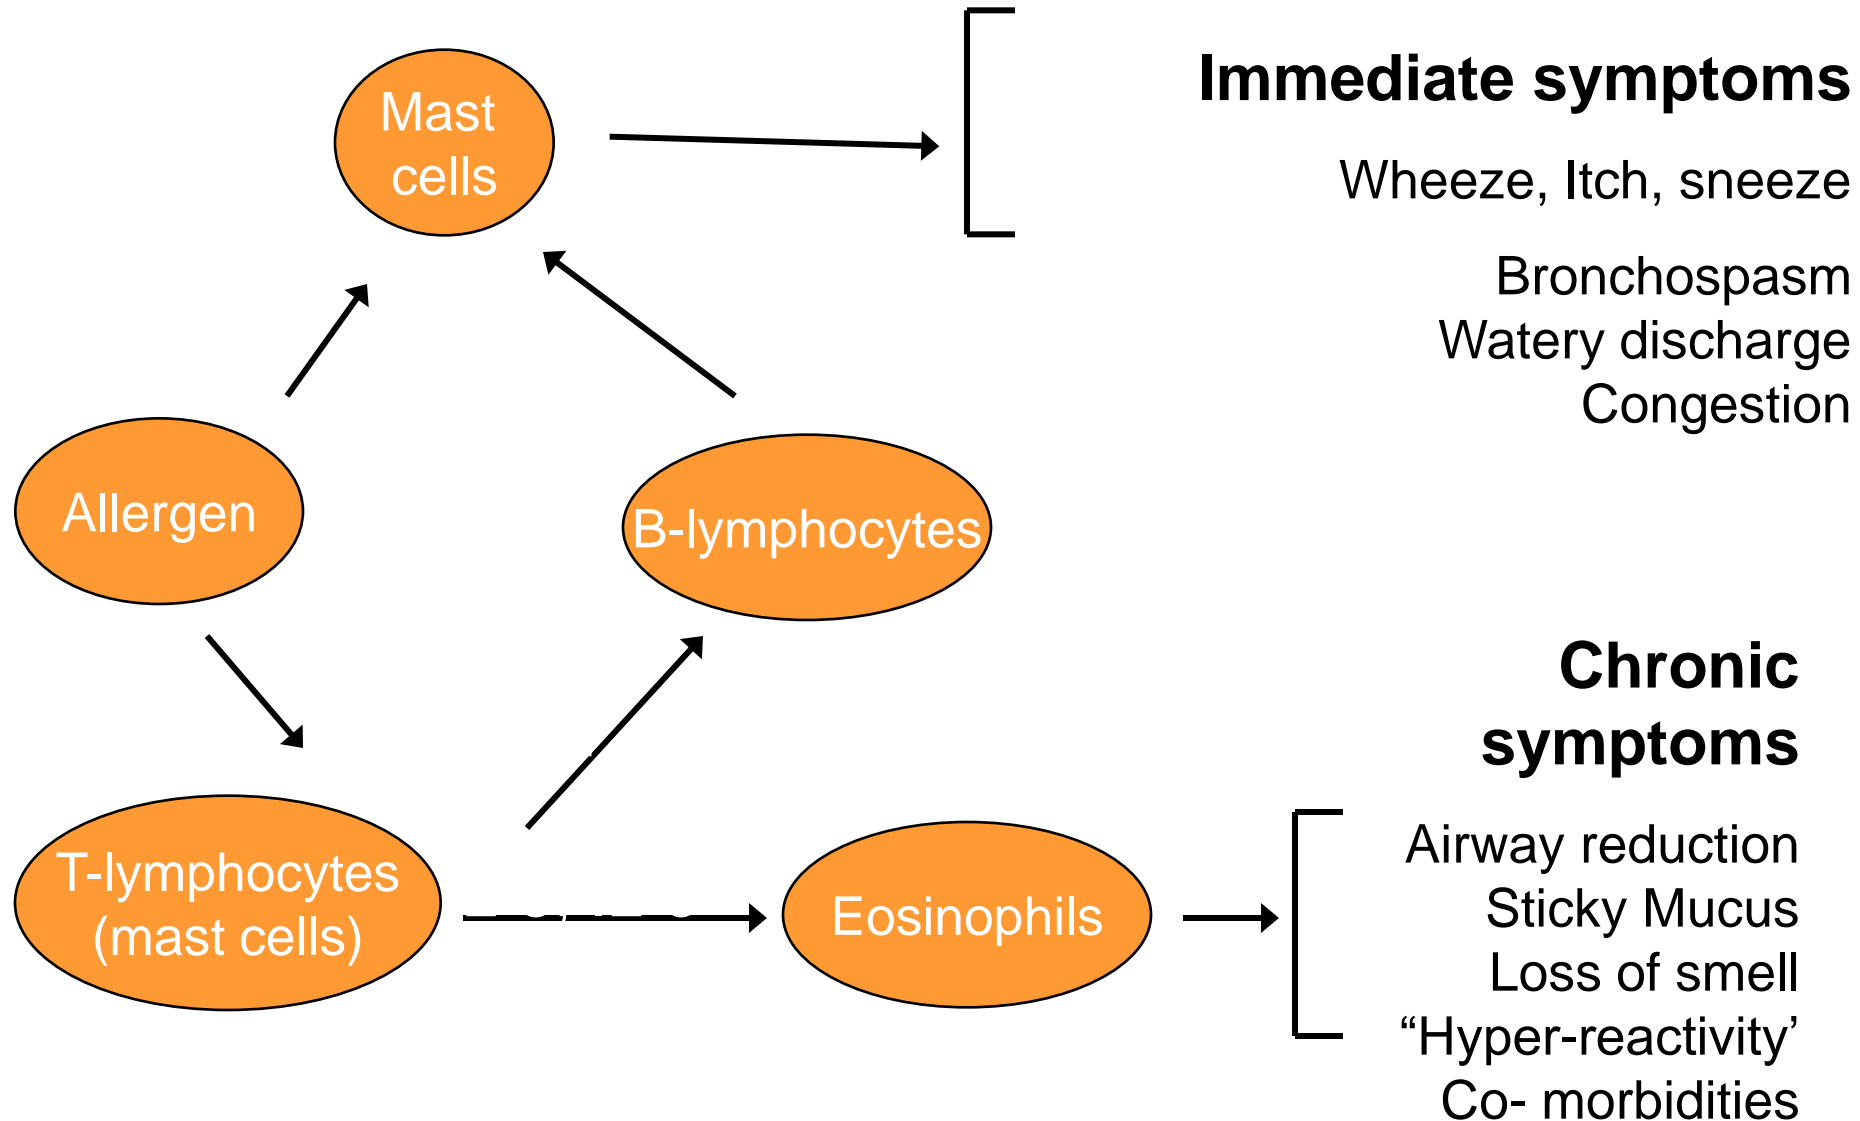 Mast
cells
Immediate symptoms
Wheeze, Itch, sneeze
Bronchospasm
Watery discharge
Congestion
Allergen
B-lymphocytes
Chronic
symptoms
T-lymphocytes
(mast cells)
Eosinophils
Airway reduction
Sticky Mucus
Loss of smell
“Hyper-reactivity’
Co- morbidities